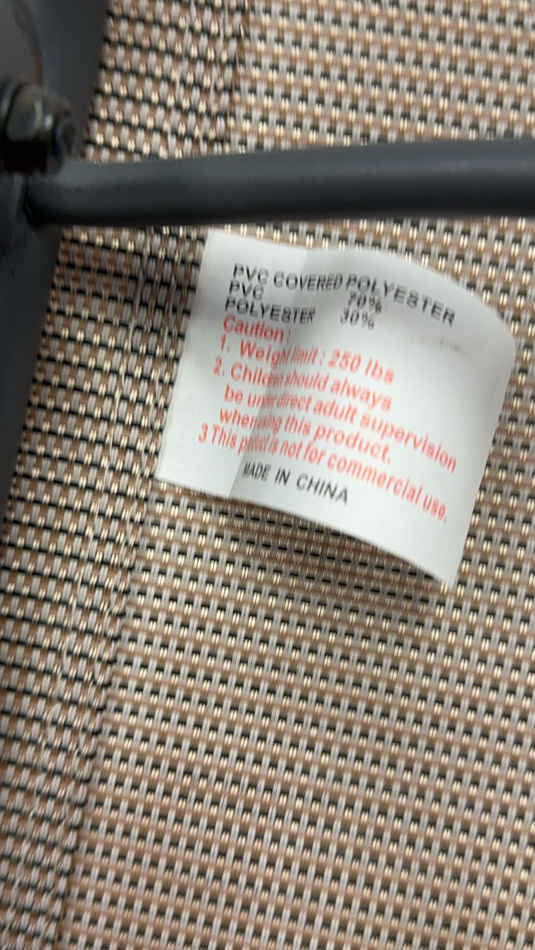 PVC COVERED POLYESTER
PVC 70%
POLYESTER 30%
Caution:
1. Weight limit: 250 lbs
2. Children should always
be under direct adult supervision
when using this product.
3 This product is not for commercial use.
MADE IN CHINA